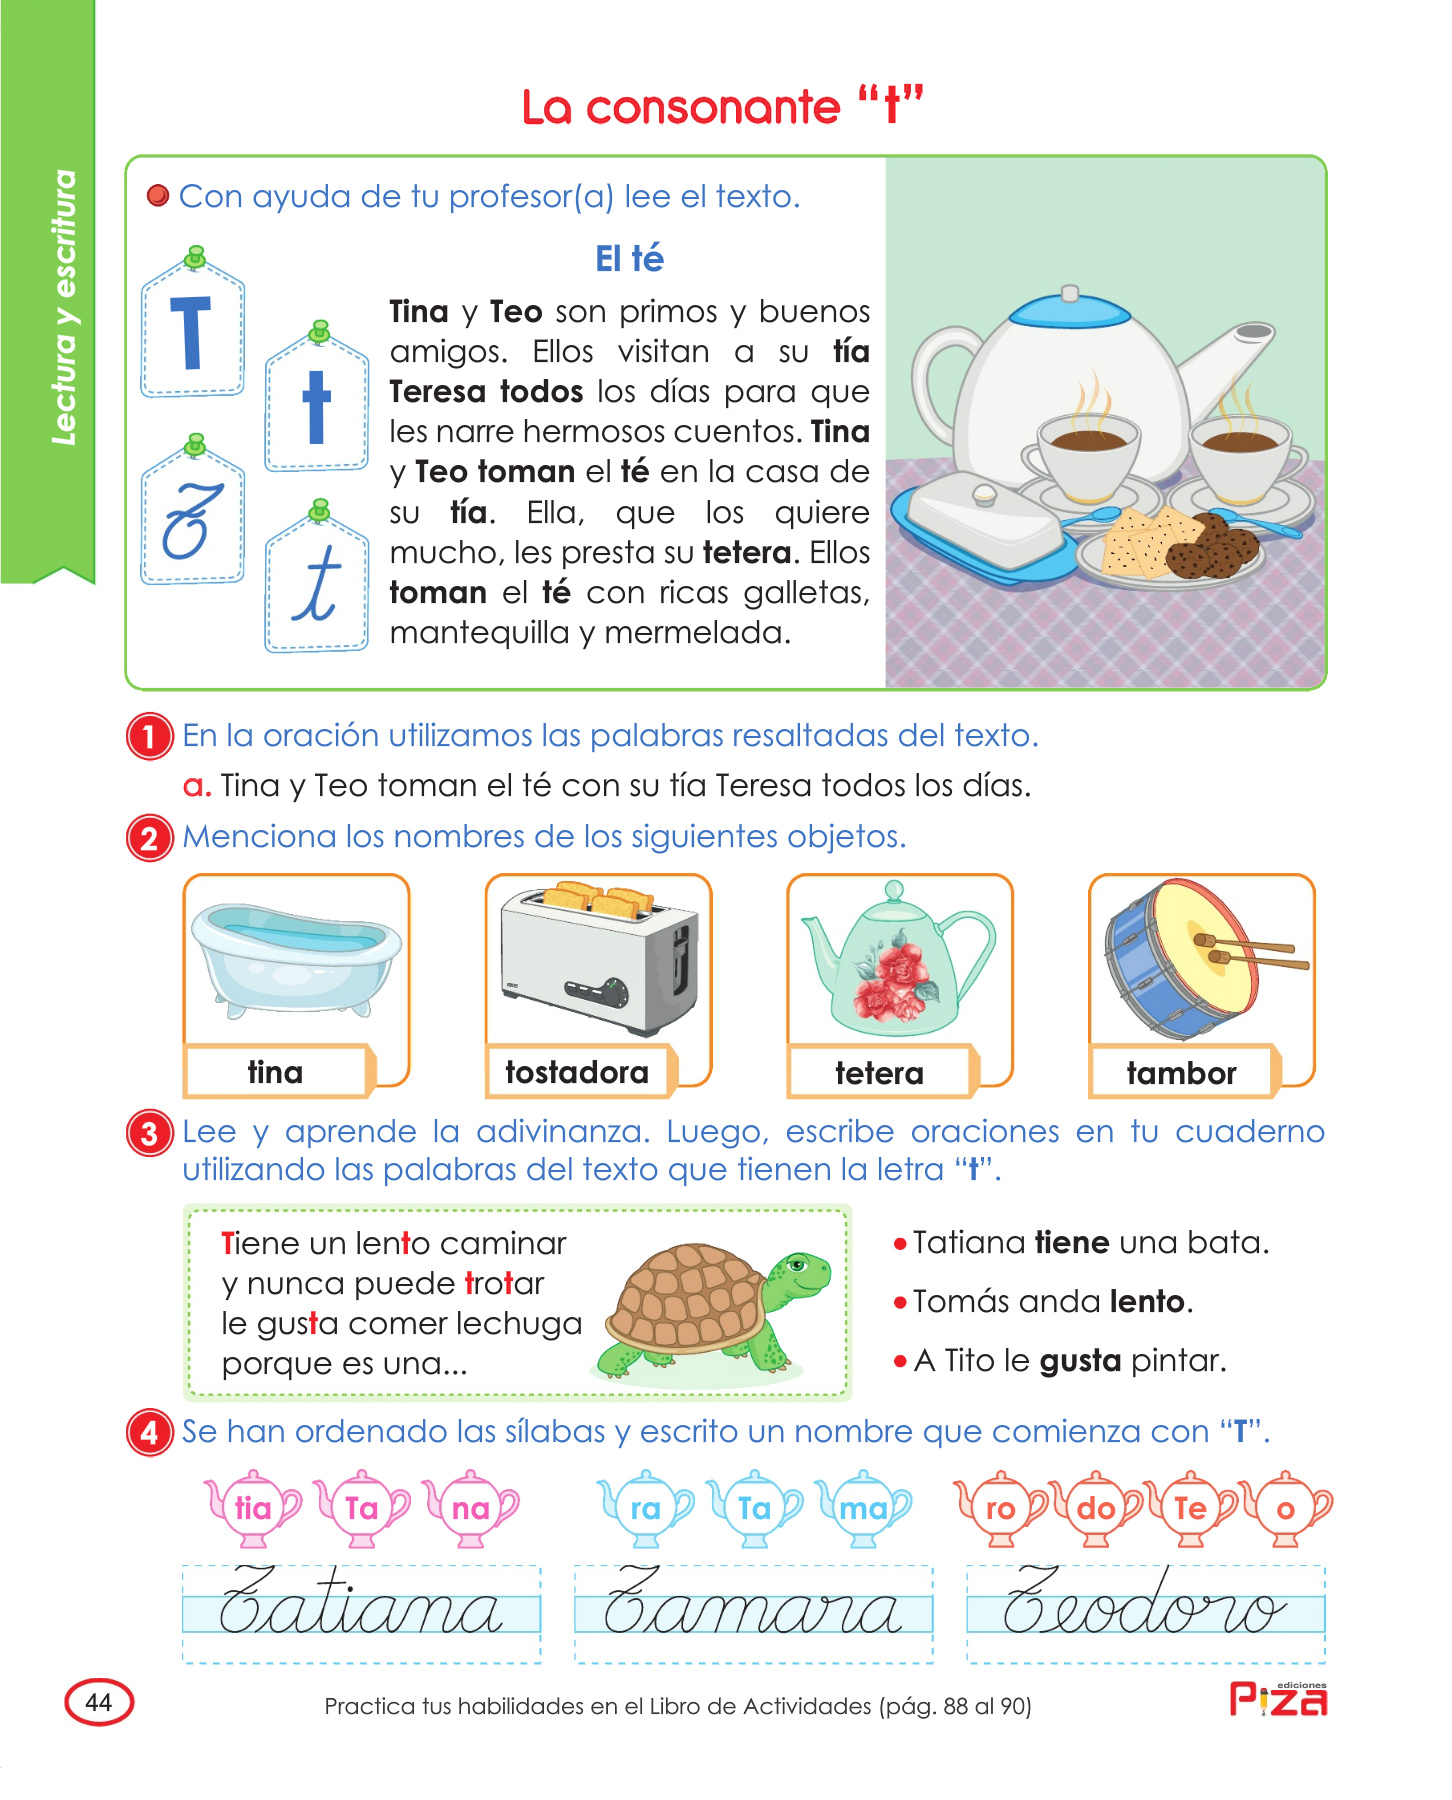 Lectura y escritura
La consonante “t”
Con ayuda de tu profesor(a) lee el texto.
T
t
T
t
El té
Tina y Teo son primos y buenos
amigos. Ellos visitan a su tía
Teresa todos los días para que
les narre hermosos cuentos. Tina
y Teo toman el té en la casa de
su tía. Ella, que los quiere
mucho, les presta su tetera. Ellos
toman el té con ricas galletas,
mantequilla y mermelada.
1 En la oración utilizamos las palabras resaltadas del texto.
a. Tina y Teo toman el té con su tía Teresa todos los días.
2 Menciona los nombres de los siguientes objetos.
tina
tostadora
tetera
tambor
3 Lee y aprende la adivinanza. Luego, escribe oraciones en tu cuaderno
utilizando las palabras del texto que tienen la letra “t”.
Tiene un lento caminar
y nunca puede trotar
le gusta comer lechuga
porque es una...
Tatiana tiene una bata.
Tomás anda lento.
A Tito le gusta pintar.
4 Se han ordenado las sílabas y escrito un nombre que comienza con “T”.
tia Ta na
ra Ta ma
ro do Te o
Tatiana
Tamara
Teodoro
44
Practica tus habilidades en el Libro de Actividades (pág. 88 al 90)
ediciones
Piza